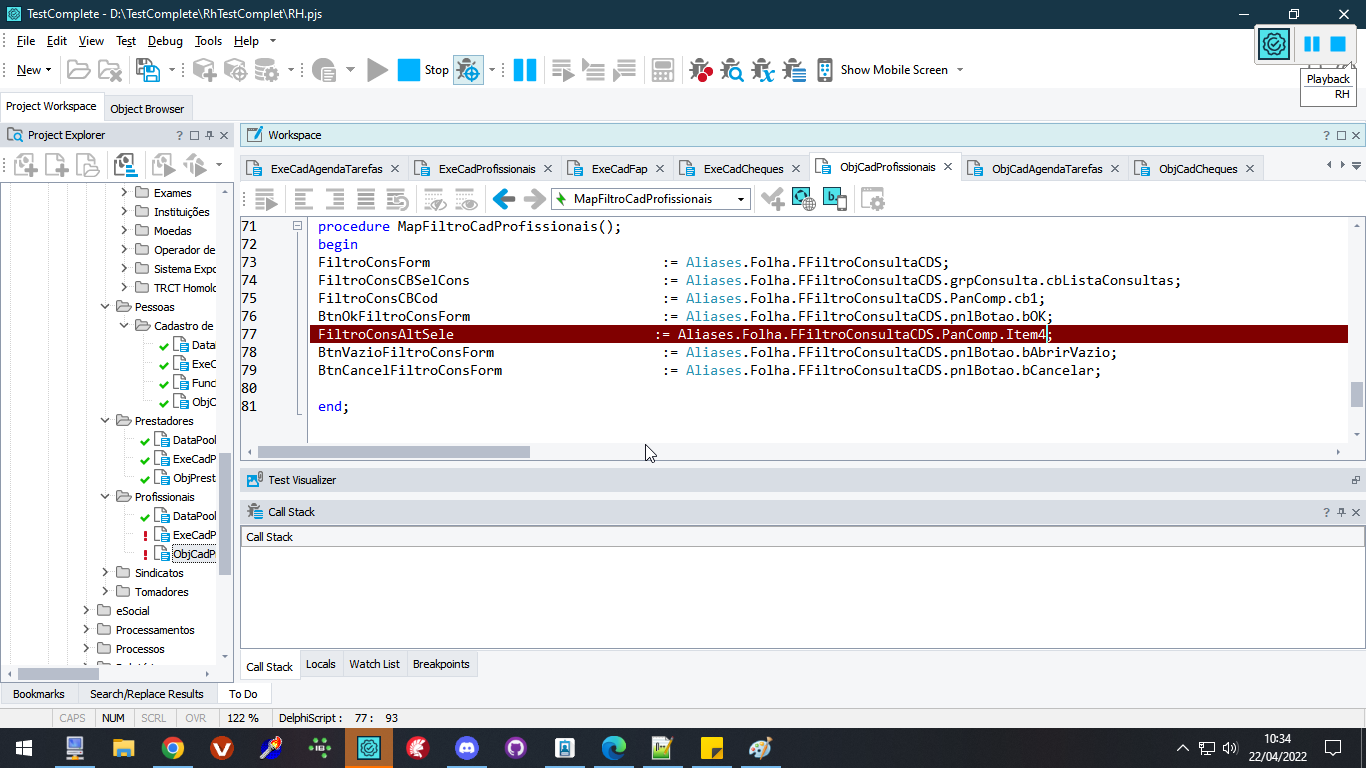 TestComplete - D:\TestComplete\RhTestComplet\RH.pjs
File Edit View Test Debug Tools Help
New Stop Show Mobile Screen
Playback
RH
Project Workspace Object Browser
Project Explorer ?
Workspace ?
ExeCadAgendaTarefas ExeCadProfissionais ExeCadFap ExeCadCheques ObjCadProfissionais ObjCadAgendaTarefas ObjCadCheques
MapFiltroCadProfissionais
Exames
Instituições
Moedas
Operador de
Sistema Expo
TRCT Homolo
Pessoas
Cadastro de
Data
ExeC
Fund
ObjC
Prestadores
DataPool
ExeCadP
ObjPrest
Profissionais
DataPool
ExeCadP
ObjCadP
Sindicatos
Tomadores
eSocial
Processamentos
Processos
71 procedure MapFiltroCadProfissionais();
72 begin
73 FiltroConsForm := Aliases.Folha.FFiltroConsultaCDS;
74 FiltroConsCBSelCons := Aliases.Folha.FFiltroConsultaCDS.grpConsulta.cbListaConsultas;
75 FiltroConsCBCod := Aliases.Folha.FFiltroConsultaCDS.PanComp.cb1;
76 BtnOkFiltroConsForm := Aliases.Folha.FFiltroConsultaCDS.pnlBotao.bOK;
77 FiltroConsAltSele := Aliases.Folha.FFiltroConsultaCDS.PanComp.Item4;
78 BtnVazioFiltroConsForm := Aliases.Folha.FFiltroConsultaCDS.pnlBotao.bAbrirVazio;
79 BtnCancelFiltroConsForm := Aliases.Folha.FFiltroConsultaCDS.pnlBotao.bCancelar;
80
81 end;
Test Visualizer
Call Stack ?
Call Stack
Call Stack Locals Watch List Breakpoints
Bookmarks Search/Replace Results To Do
CAPS NUM SCRL OVR 122 % DelphiScript : 77 : 93
10:34
22/04/2022